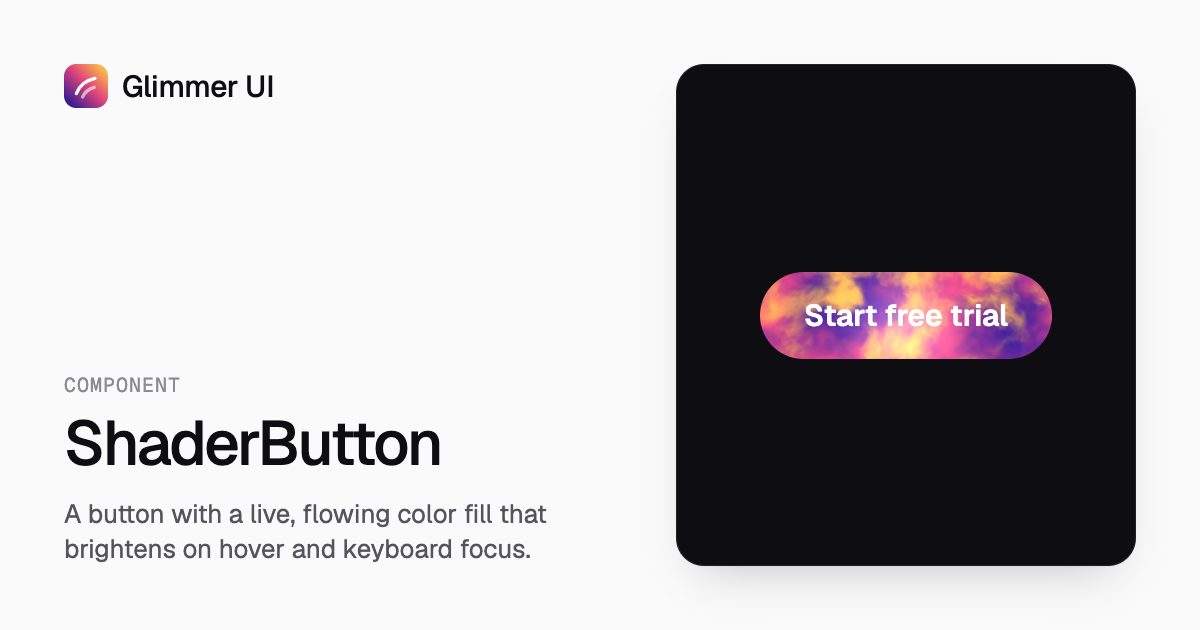 Glimmer UI
COMPONENT
ShaderButton
A button with a live, flowing color fill that
brightens on hover and keyboard focus.
Start free trial